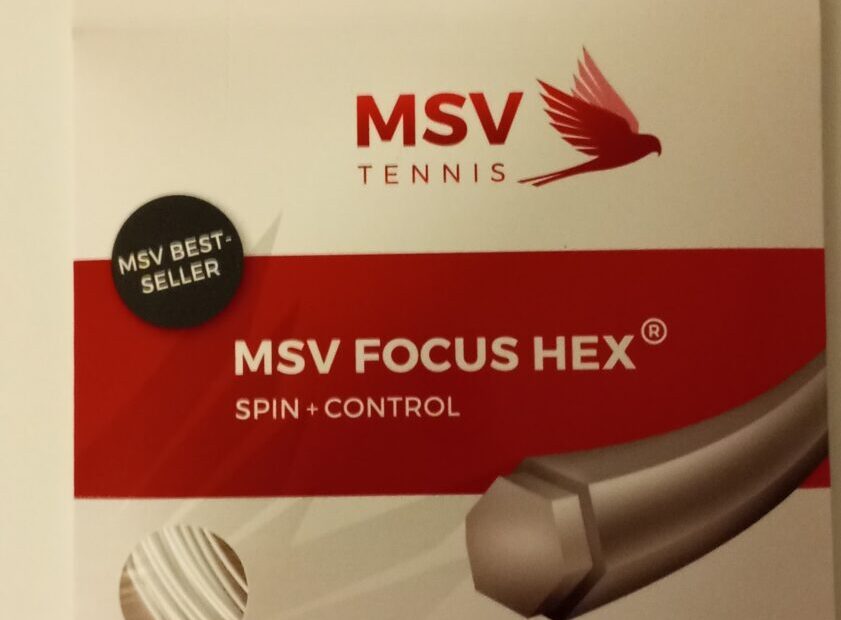 MSV
TENNIS
MSV BEST-
SELLER
MSV FOCUS HEX®
SPIN + CONTROL